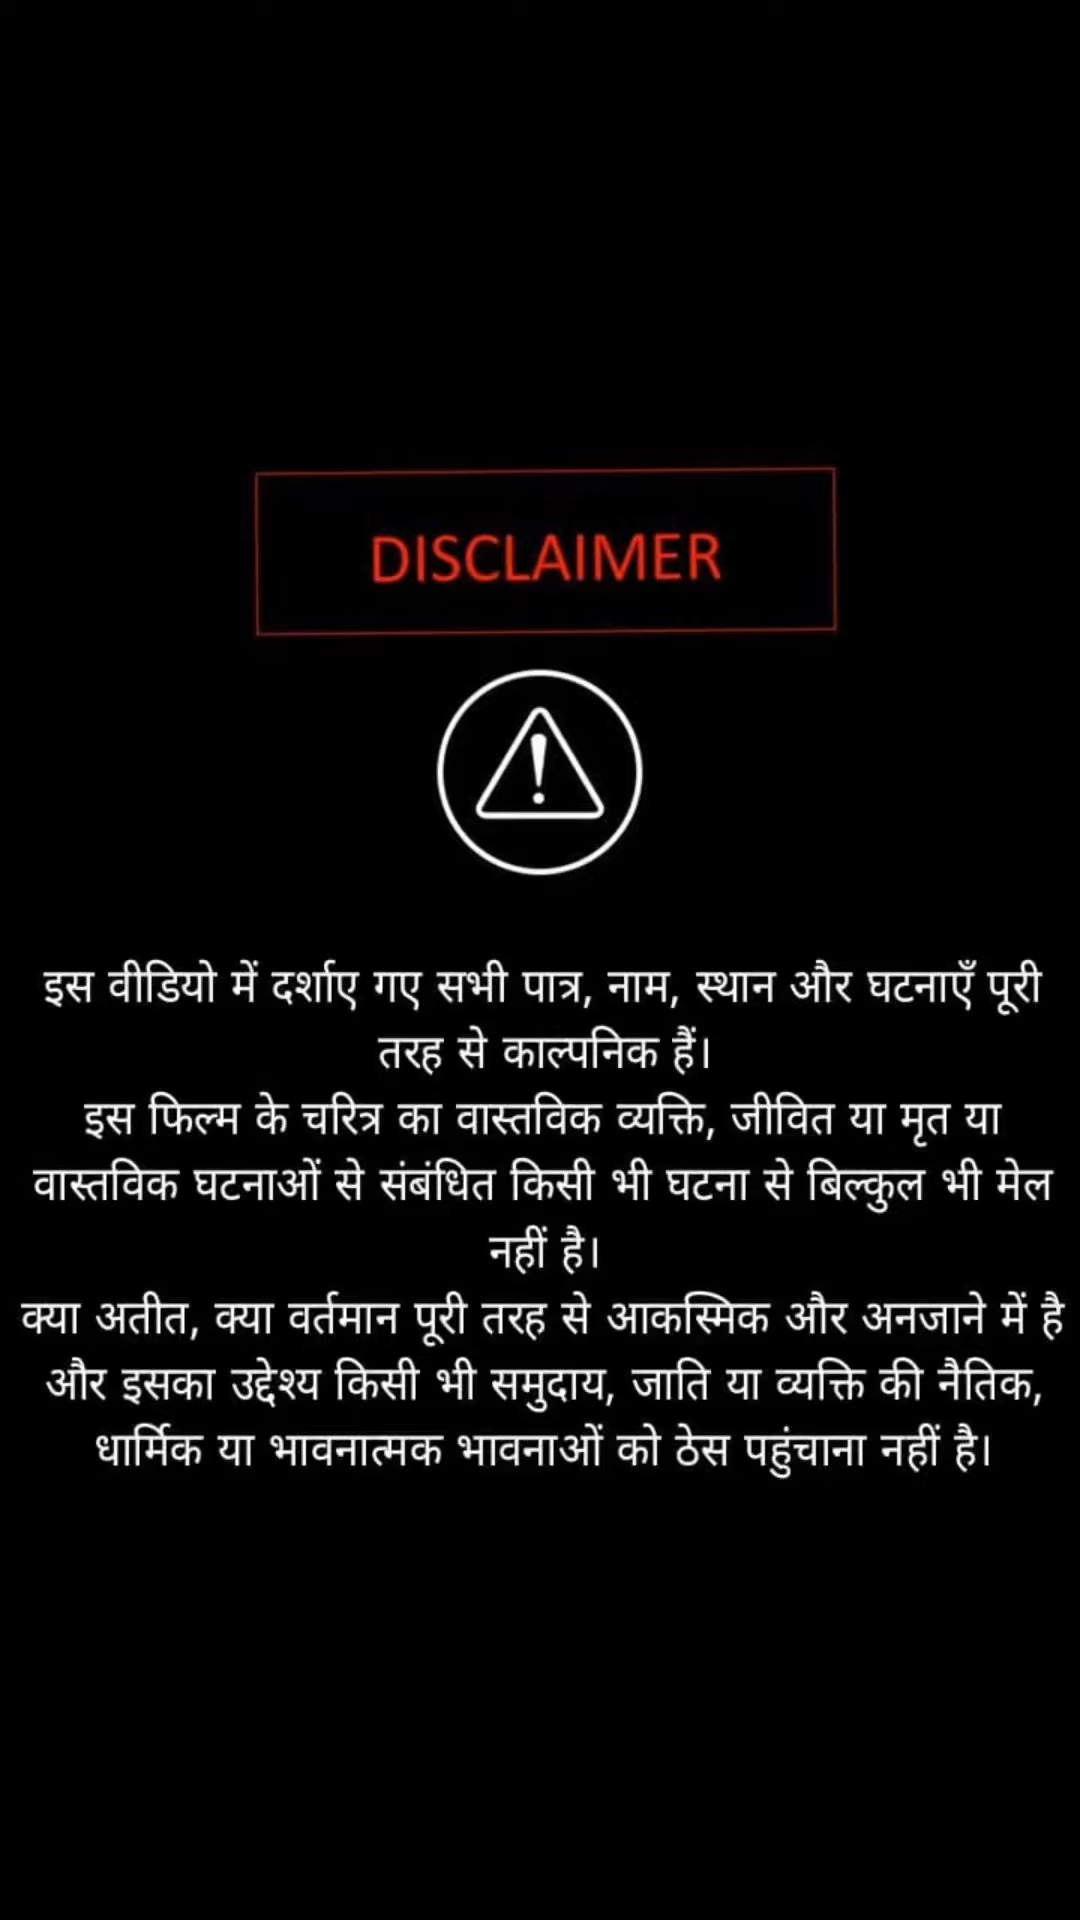 DISCLAIMER
इस वीडियो में दर्शाए गए सभी पात्र, नाम, स्थान और घटनाएँ पूरी
तरह से काल्पनिक हैं।
इस फिल्म के चरित्र का वास्तविक व्यक्ति, जीवित या मृत या
वास्तविक घटनाओं से संबंधित किसी भी घटना से बिल्कुल भी मेल
नहीं है।
क्या अतीत, क्या वर्तमान पूरी तरह से आकस्मिक और अनजाने में है
और इसका उद्देश्य किसी भी समुदाय, जाति या व्यक्ति की नैतिक,
धार्मिक या भावनात्मक भावनाओं को ठेस पहुंचाना नहीं है।